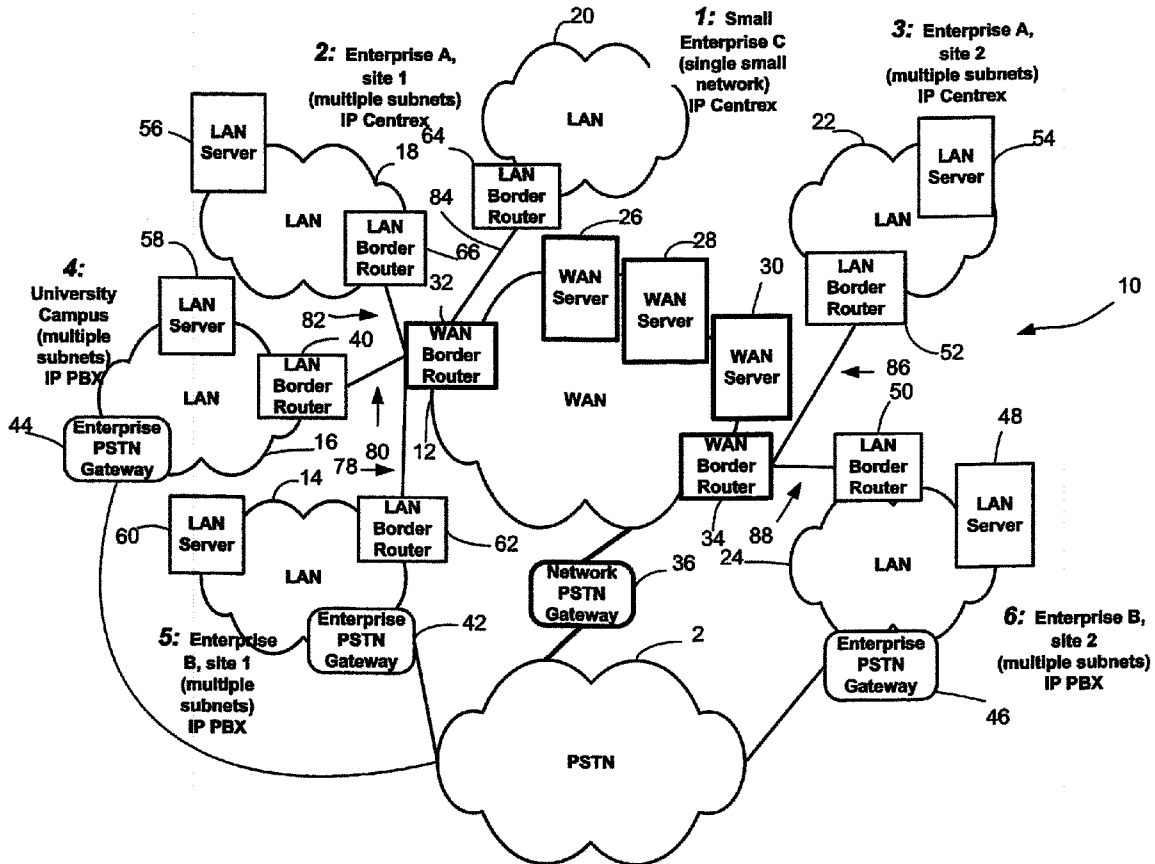 20
1: Small
Enterprise C
(single small
network)
IP Centrex
3: Enterprise A,
site 2
(multiple subnets)
IP Centrex
2: Enterprise A,
site 1
(multiple subnets)
IP Centrex
56
LAN
Server
18
LAN
64
LAN
Border
Router
84
LAN
26
22
LAN
Server
54
LAN
LAN
Border
Router
66
28
WAN
Server
WAN
Server
30
WAN
Server
LAN
Border
Router
52
10
58
4:
University
Campus
(multiple
subnets)
IP PBX
LAN
Server
82
32
40
LAN
Border
Router
WAN
Border
Router
LAN
WAN
86
50
44
Enterprise
PSTN
Gateway
16
80
78
12
WAN
Border
Router
34
LAN
Border
Router
48
LAN
Server
88
14
60
LAN
Server
LAN
Border
Router
62
LAN
24
LAN
Network
PSTN
Gateway
36
5: Enterprise
B, site 1
(multiple
subnets)
IP PBX
Enterprise
PSTN
Gateway
42
2
Enterprise
PSTN
Gateway
46
6: Enterprise B,
site 2
(multiple subnets)
IP PBX
PSTN